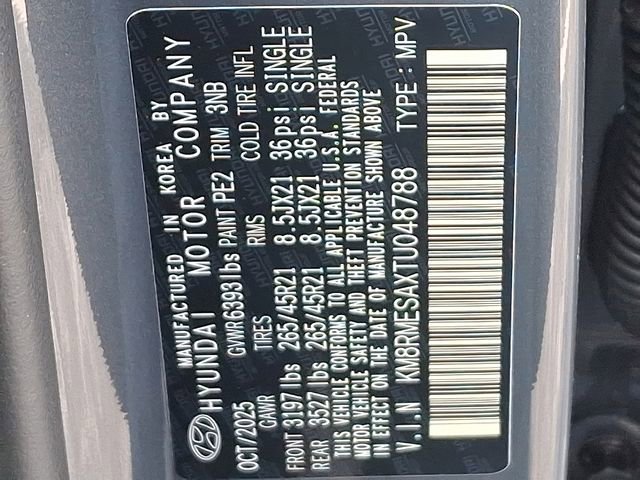 MANUFACTURED IN KOREA BY
HYUNDAI MOTOR COMPANY
OCT/2025 GVWR 6393 lbs PAINT PE2 TRIM 3NB
GAWR TIRES RIMS COLD TIRE INFL
FRONT 3197 lbs 265/45R21 8.5JX21 36psi SINGLE
REAR 3527 lbs 265/45R21 8.5JX21 36psi SINGLE
THIS VEHICLE CONFORMS TO ALL APPLICABLE U.S.A. FEDERAL
MOTOR VEHICLE SAFETY AND THEFT PREVENTION STANDARDS
IN EFFECT ON THE DATE OF MANUFACTURE SHOWN ABOVE
V.I.N KM8RMESAXTU048788 TYPE : MPV